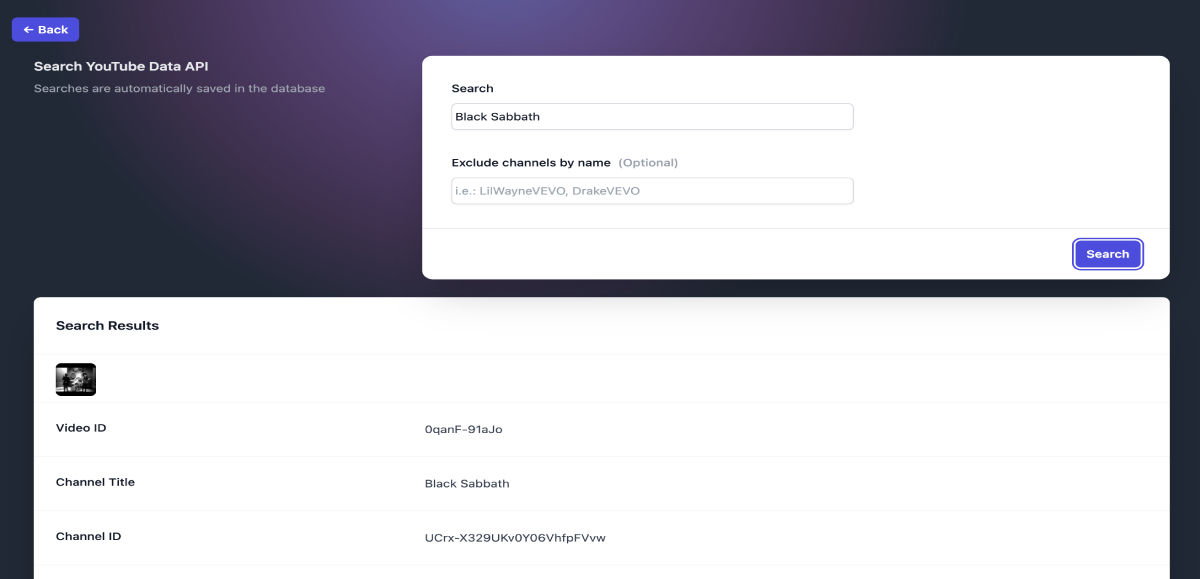 ← Back
Search YouTube Data API
Searches are automatically saved in the database
Search
Black Sabbath
Exclude channels by name (Optional)
i.e.: LilWayneVEVO, DrakeVEVO
Search
Search Results
Video ID
0qanF-91aJo
Channel Title
Black Sabbath
Channel ID
UCrx-X329UKv0Y06VhfpFVvw